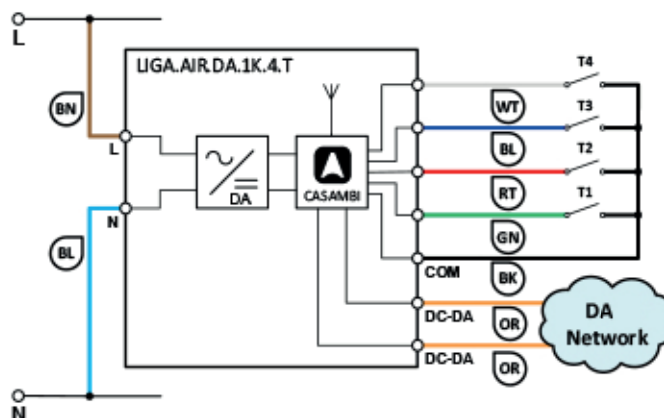 L
LIGA.AIR.DA.1K.4.T
T4
BN
WT
T3
L
BL
T2
DA
CASAMBI
RT
T1
N
GN
BL
COM
BK
DC-DA
OR
DA
Network
DC-DA
OR
N